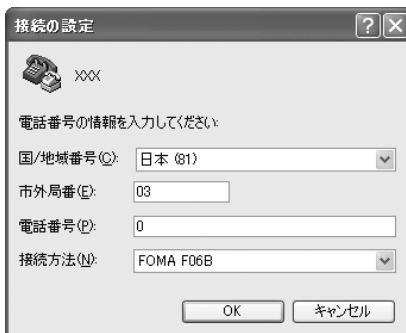 接続の設定
XXX
電話番号の情報を入力してください:
国/地域番号(C): 日本 (81)
市外局番(E): 03
電話番号(P): 0
接続方法(N): FOMA F06B
OK キャンセル